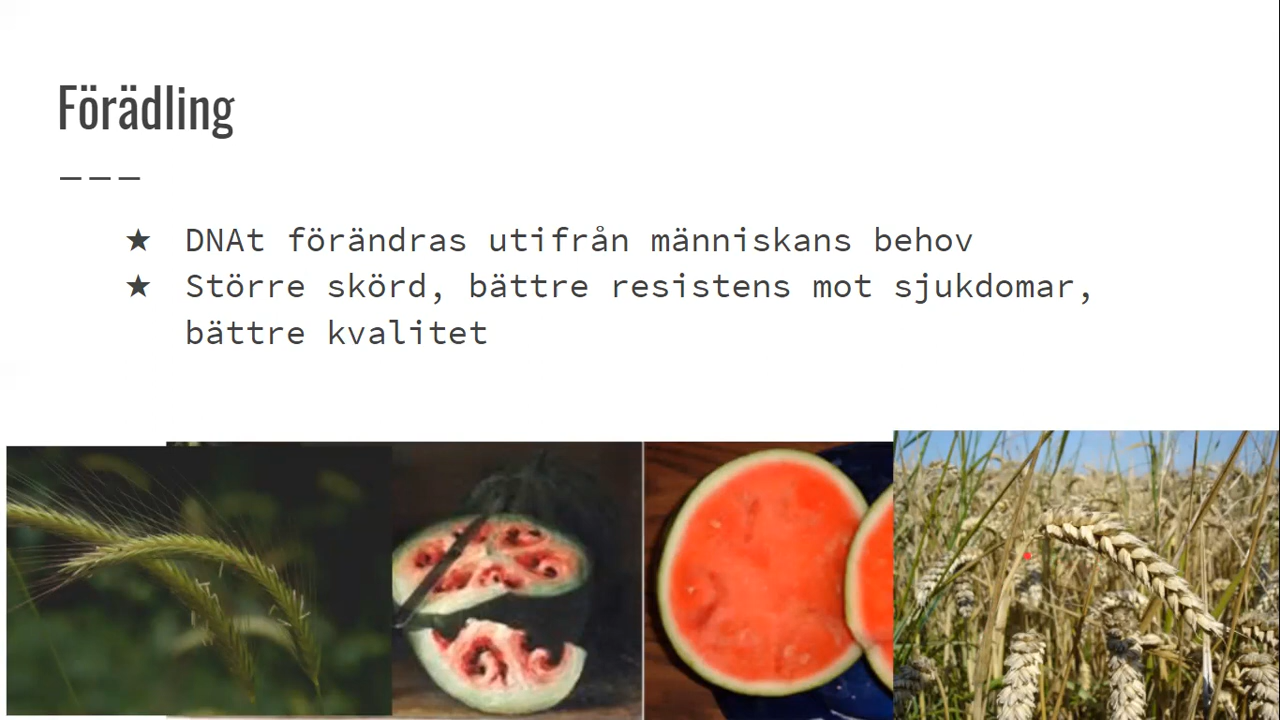 Förädling
★ DNAt förändras utifrån människans behov
★ Större skörd, bättre resistens mot sjukdomar,
bättre kvalitet